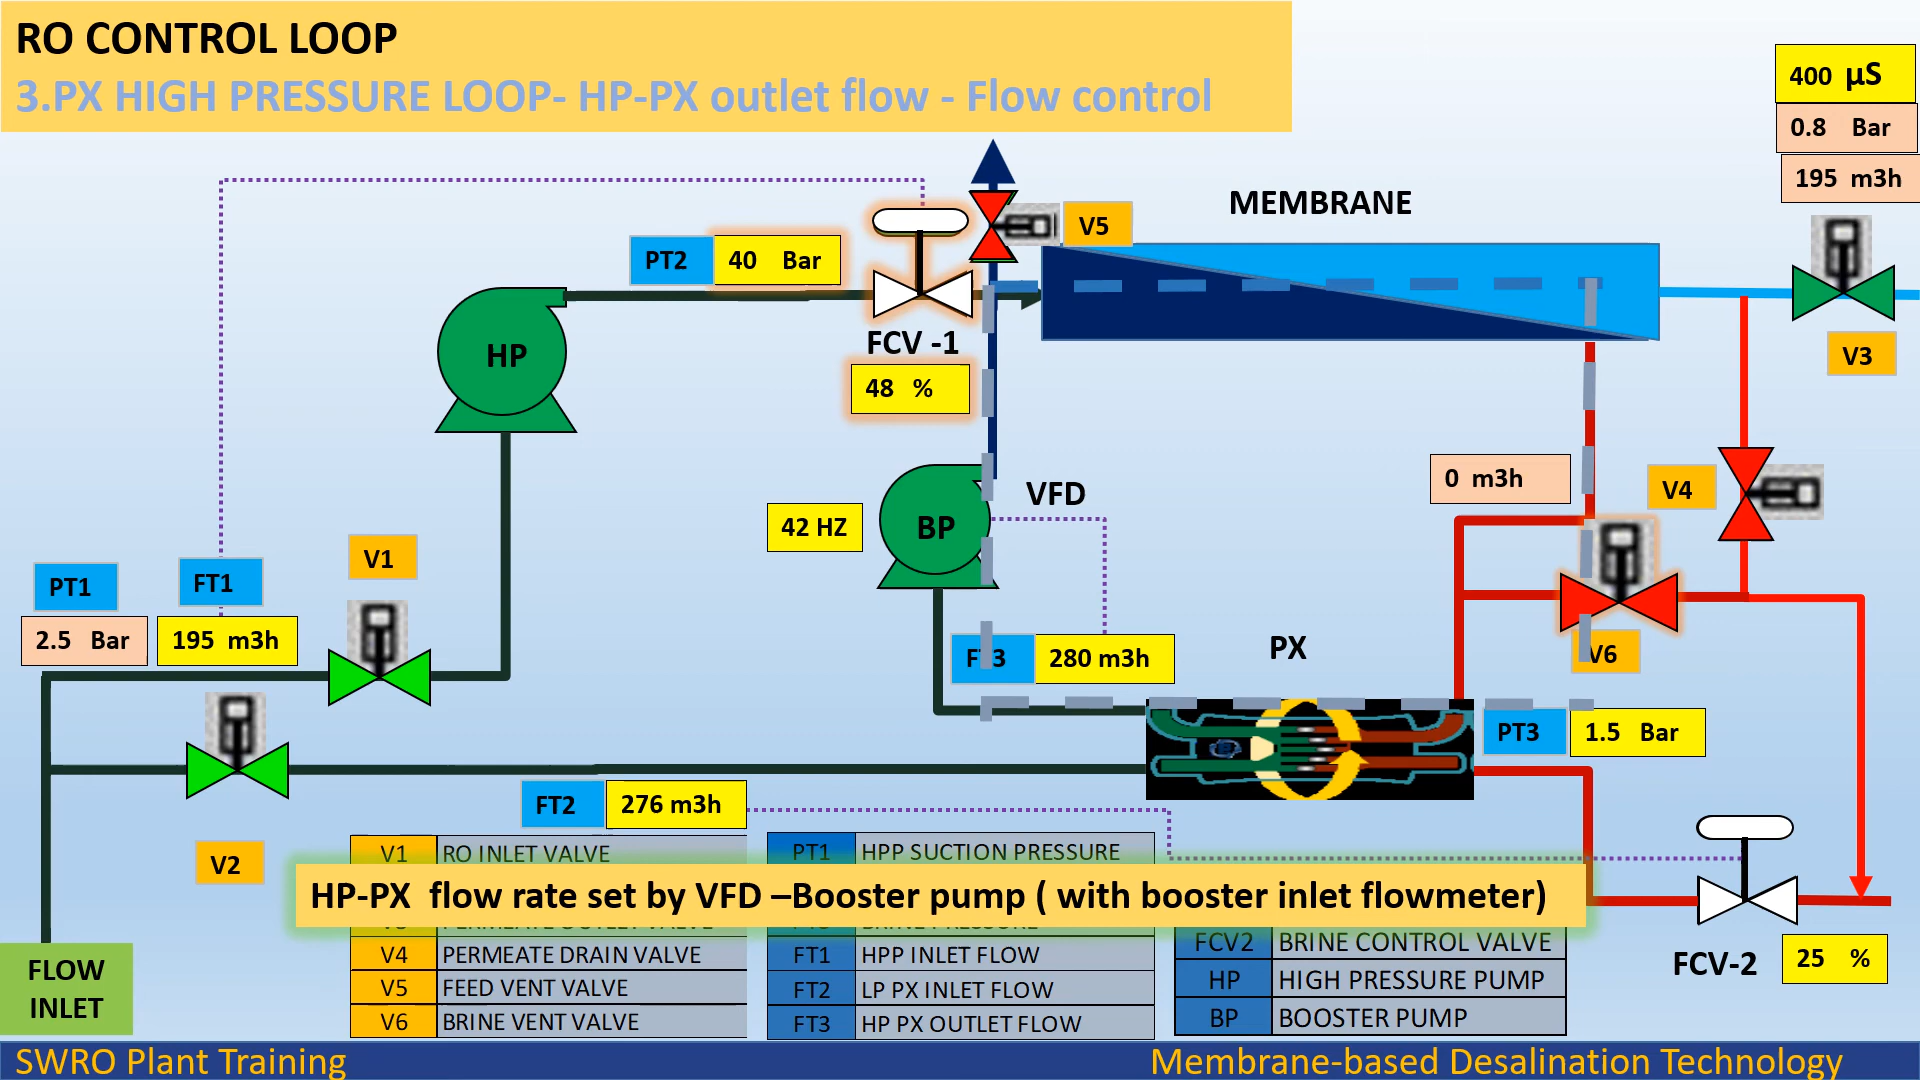 RO CONTROL LOOP
3.PX HIGH PRESSURE LOOP- HP-PX outlet flow - Flow control
400 µS
0.8 Bar
195 m3h
MEMBRANE
V5
PT2 40 Bar
FCV -1
48 %
HP
V3
VFD
0 m3h
V4
42 HZ
BP
V1
PT1
FT1
2.5 Bar
195 m3h
280 m3h
PX
V6
PT3 1.5 Bar
FT2 276 m3h
V2
V1 RO INLET VALVE
PT1 HPP SUCTION PRESSURE
HP-PX flow rate set by VFD –Booster pump ( with booster inlet flowmeter)
V4 PERMEATE DRAIN VALVE
V5 FEED VENT VALVE
V6 BRINE VENT VALVE
FT1 HPP INLET FLOW
FT2 LP PX INLET FLOW
FT3 HP PX OUTLET FLOW
FCV2 BRINE CONTROL VALVE
HP HIGH PRESSURE PUMP
BP BOOSTER PUMP
FCV-2
25 %
FLOW
INLET
SWRO Plant Training
Membrane-based Desalination Technology